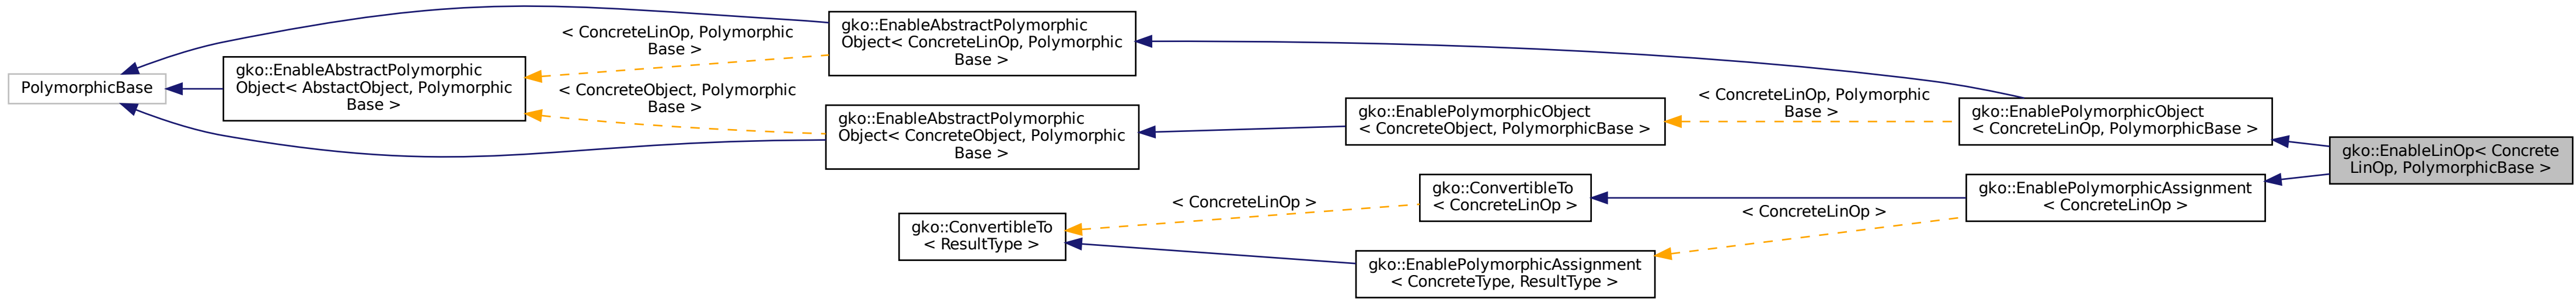 PolymorphicBase
gko::EnableAbstractPolymorphic
Object< AbstactObject, Polymorphic
Base >
< ConcreteLinOp, Polymorphic
Base >
< ConcreteObject, Polymorphic
Base >
gko::EnableAbstractPolymorphic
Object< ConcreteLinOp, Polymorphic
Base >
gko::EnableAbstractPolymorphic
Object< ConcreteObject, Polymorphic
Base >
gko::ConvertibleTo
< ResultType >
< ConcreteLinOp >
gko::EnablePolymorphicObject
< ConcreteObject, PolymorphicBase >
gko::ConvertibleTo
< ConcreteLinOp >
gko::EnablePolymorphicAssignment
< ConcreteType, ResultType >
< ConcreteLinOp, Polymorphic
Base >
< ConcreteLinOp >
gko::EnablePolymorphicObject
< ConcreteLinOp, PolymorphicBase >
gko::EnablePolymorphicAssignment
< ConcreteLinOp >
gko::EnableLinOp< Concrete
LinOp, PolymorphicBase >